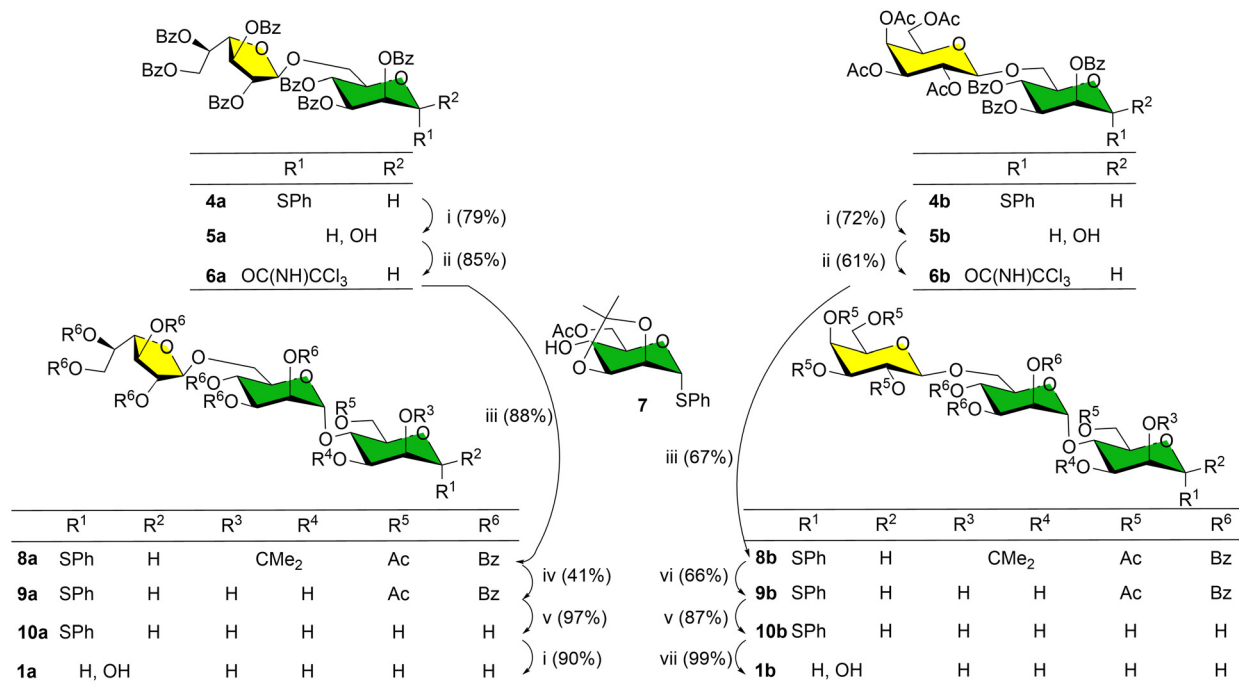 OBz
BzO
O
BzO
O
OBz
BzO
O
BzO
BzO
R²
R¹
R¹ R²
4a SPh H
i (79%)
5a H, OH
ii (85%)
6a OC(NH)CCl₃ H
OAc
OAc
O
AcO
O
OBz
AcO
BzO
O
BzO
R²
R¹
R¹ R²
4b SPh H
i (72%)
5b H, OH
ii (61%)
6b OC(NH)CCl₃ H
R⁶O
OR⁶
O
R⁶O
O
OR⁶
R⁶O
R⁶O
O
R⁶O
R⁵O
OR³
O
O
R⁴O
R²
R¹
iii (88%)
AcO
O
HO
O
O
SPh
7
OR⁵
OR⁵
O
R⁵O
O
OR⁶
R⁵O
R⁶O
O
R⁶O
R⁵O
OR³
O
O
R⁴O
R²
R¹
iii (67%)
R¹ R² R³ R⁴ R⁵ R⁶
8a SPh H CMe₂ Ac Bz
iv (41%)
9a SPh H H H Ac Bz
v (97%)
10a SPh H H H H H
i (90%)
1a H, OH H H H H
R¹ R² R³ R⁴ R⁵ R⁶
8b SPh H CMe₂ Ac Bz
vi (66%)
9b SPh H H H Ac Bz
v (87%)
10b SPh H H H H H
vii (99%)
1b H, OH H H H H